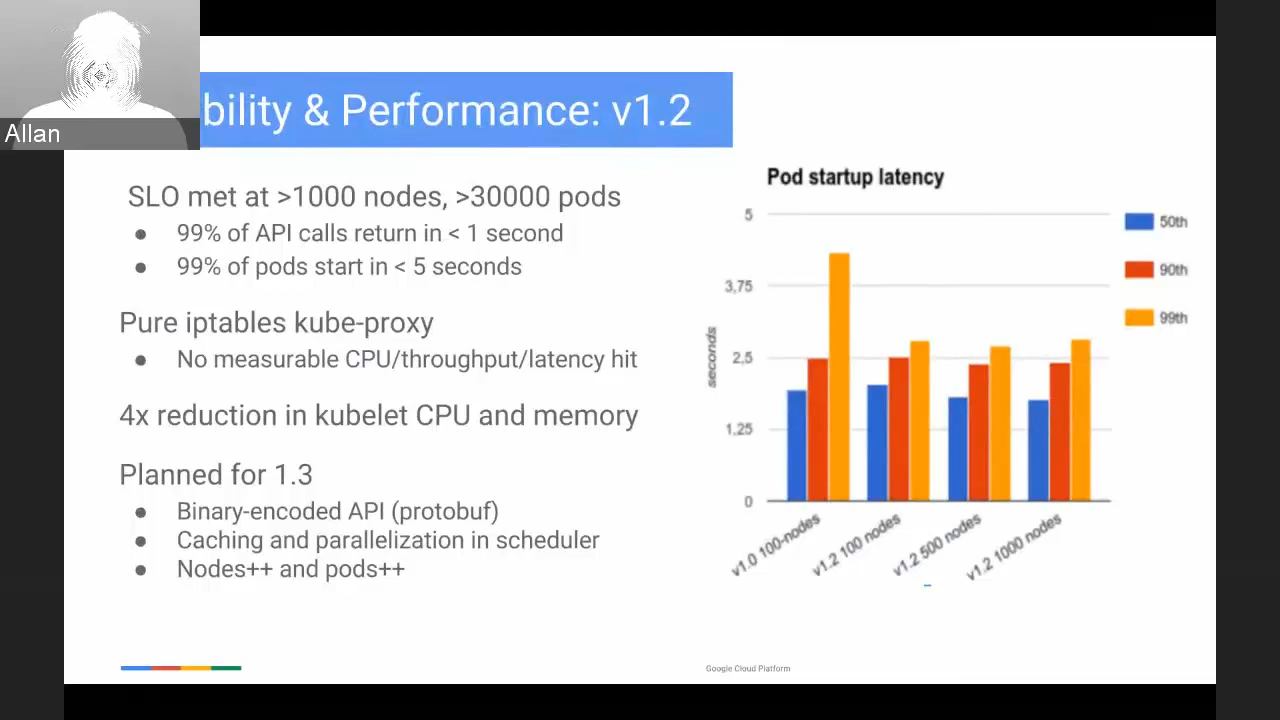 Allan
bility & Performance: v1.2
SLO met at >1000 nodes, >30000 pods
● 99% of API calls return in < 1 second
● 99% of pods start in < 5 seconds
Pure iptables kube-proxy
● No measurable CPU/throughput/latency hit
4x reduction in kubelet CPU and memory
Planned for 1.3
● Binary-encoded API (protobuf)
● Caching and parallelization in scheduler
● Nodes++ and pods++
Pod startup latency
5
3,75
2,5
1,25
0
seconds
50th
90th
99th
v1.0 100-nodes
v1.2 100 nodes
v1.2 500 nodes
v1.2 1000 nodes
Google Cloud Platform